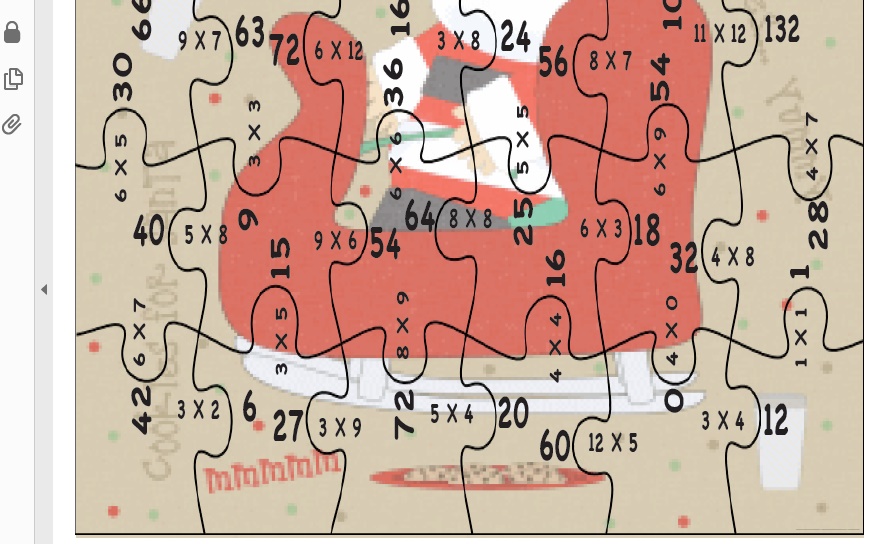 66
9 X 7 63
72 6 X 12
16
3 X 8 24
56 8 X 7
10
11 X 12 132
30
6 X 5
3 X 3
9
36
6 X 6
5 X 5
25
54
6 X 9
4 X 7
28
40 5 X 8
9 X 6 54
64 8 X 8
6 X 3 18
32 4 X 8
COOKIES FOR SANTA
6 X 7
42
15
3 X 5
8 X 9
72
16
4 X 4
4 X 0
0
1
1 X 1
3 X 2 6
27 3 X 9
5 X 4 20
60 12 X 5
3 X 4 12
mmmmm